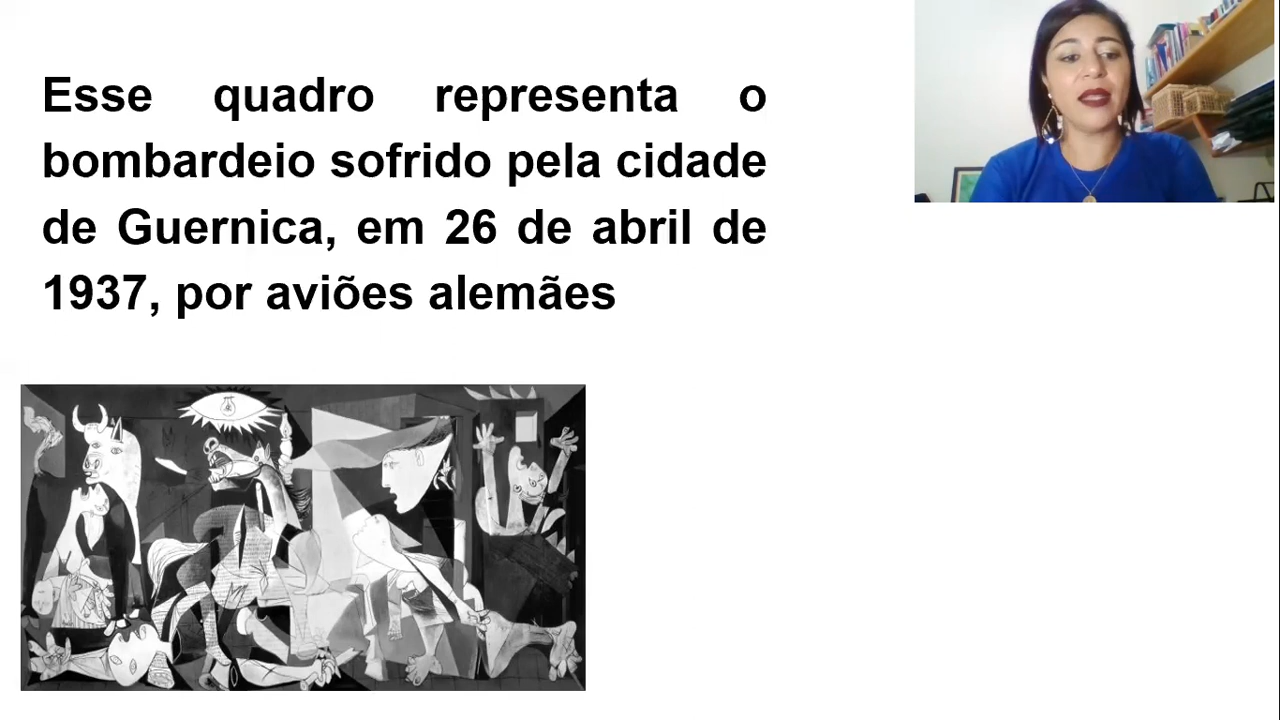 Esse quadro representa o
bombardeio sofrido pela cidade
de Guernica, em 26 de abril de
1937, por aviões alemães